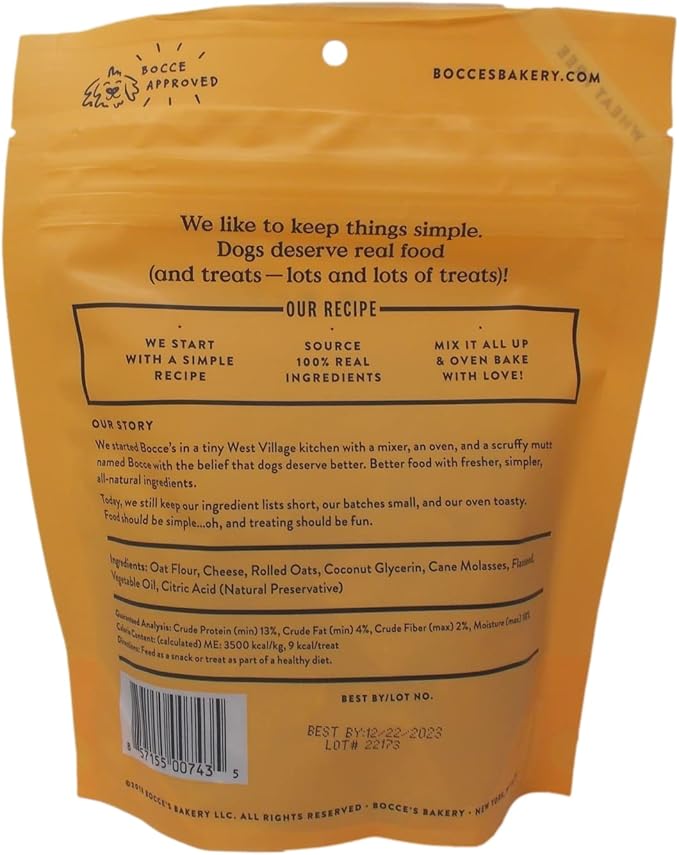 BOCCE
APPROVED
BOCCESBAKERY.COM
WHEAT FREE
We like to keep things simple.
Dogs deserve real food
(and treats—lots and lots of treats)!
OUR RECIPE
WE START
WITH A SIMPLE
RECIPE
SOURCE
100% REAL
INGREDIENTS
MIX IT ALL UP
& OVEN BAKE
WITH LOVE!
OUR STORY
We started Bocce's in a tiny West Village kitchen with a mixer, an oven, and a scruffy mutt
named Bocce with the belief that dogs deserve better. Better food with fresher, simpler,
all-natural ingredients.
Today, we still keep our ingredient lists short, our batches small, and our oven toasty.
Food should be simple...oh, and treating should be fun.
Ingredients: Oat Flour, Cheese, Rolled Oats, Coconut Glycerin, Cane Molasses, Flaxseed,
Vegetable Oil, Citric Acid (Natural Preservative)
Guaranteed Analysis: Crude Protein (min) 13%, Crude Fat (min) 4%, Crude Fiber (max) 2%, Moisture (max) 18%
Calorie Content: (calculated) ME: 3500 kcal/kg, 9 kcal/treat
Directions: Feed as a snack or treat as part of a healthy diet.
BEST BY/LOT NO.
BEST BY:12/22/2023
LOT# 22173
8 57155 00743 5
©2018 BOCCE'S BAKERY LLC. ALL RIGHTS RESERVED • BOCCE'S BAKERY • NEW YORK,